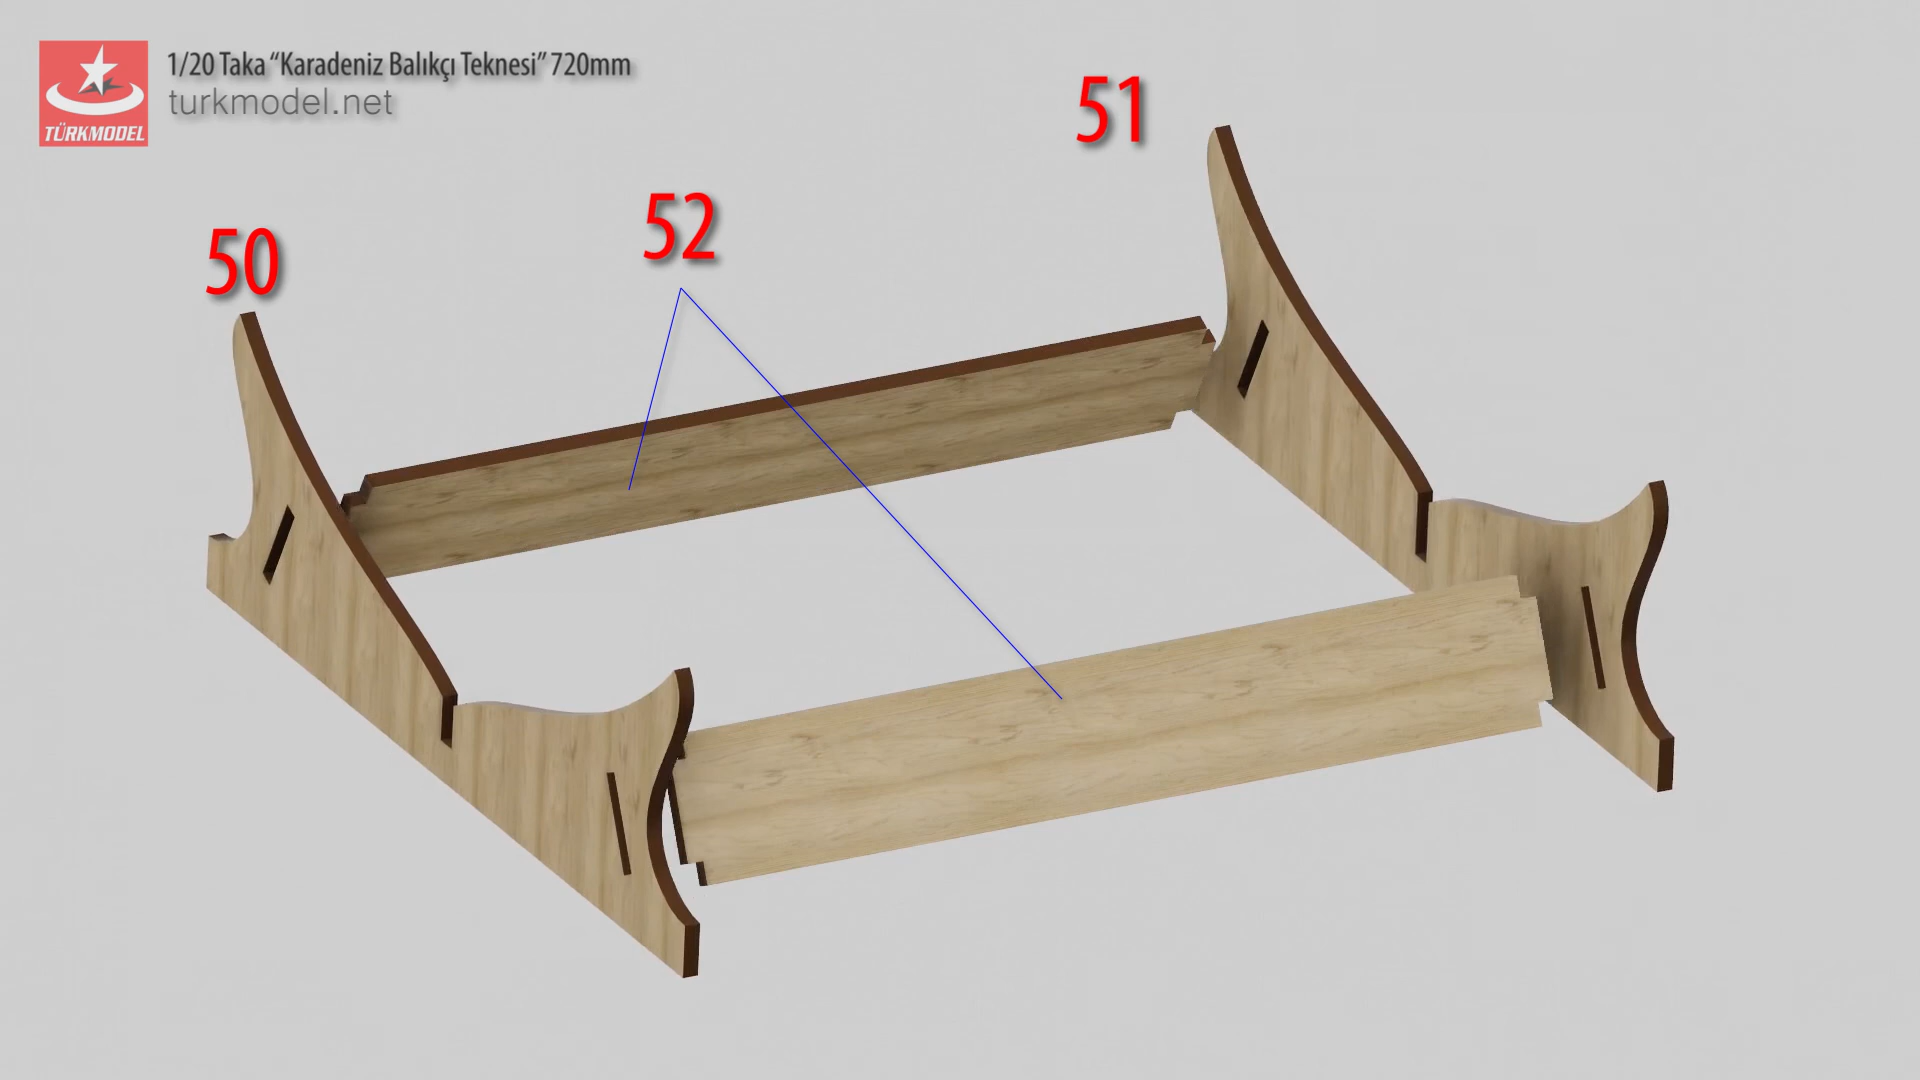 1/20 Taka “Karadeniz Balıkçı Teknesi” 720mm
turkmodel.net
TÜRKMODEL
51
52
50